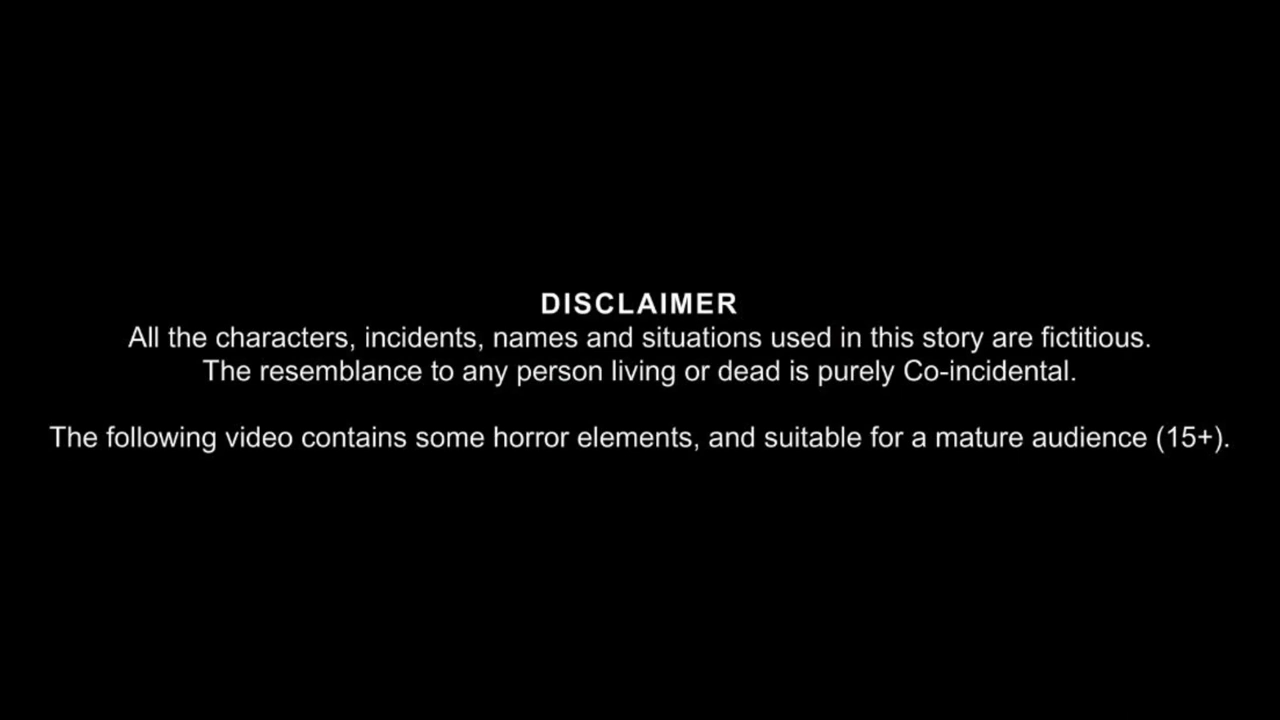 DISCLAIMER
All the characters, incidents, names and situations used in this story are fictitious.
The resemblance to any person living or dead is purely Co-incidental.
The following video contains some horror elements, and suitable for a mature audience (15+).